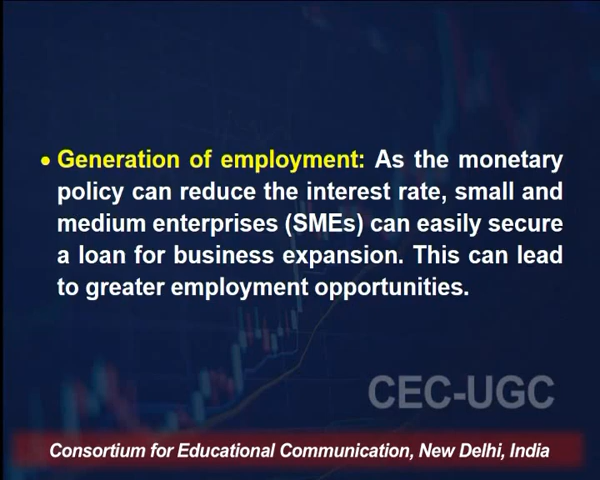 • Generation of employment: As the monetary
policy can reduce the interest rate, small and
medium enterprises (SMEs) can easily secure
a loan for business expansion. This can lead
to greater employment opportunities.
CEC-UGC
Consortium for Educational Communication, New Delhi, India